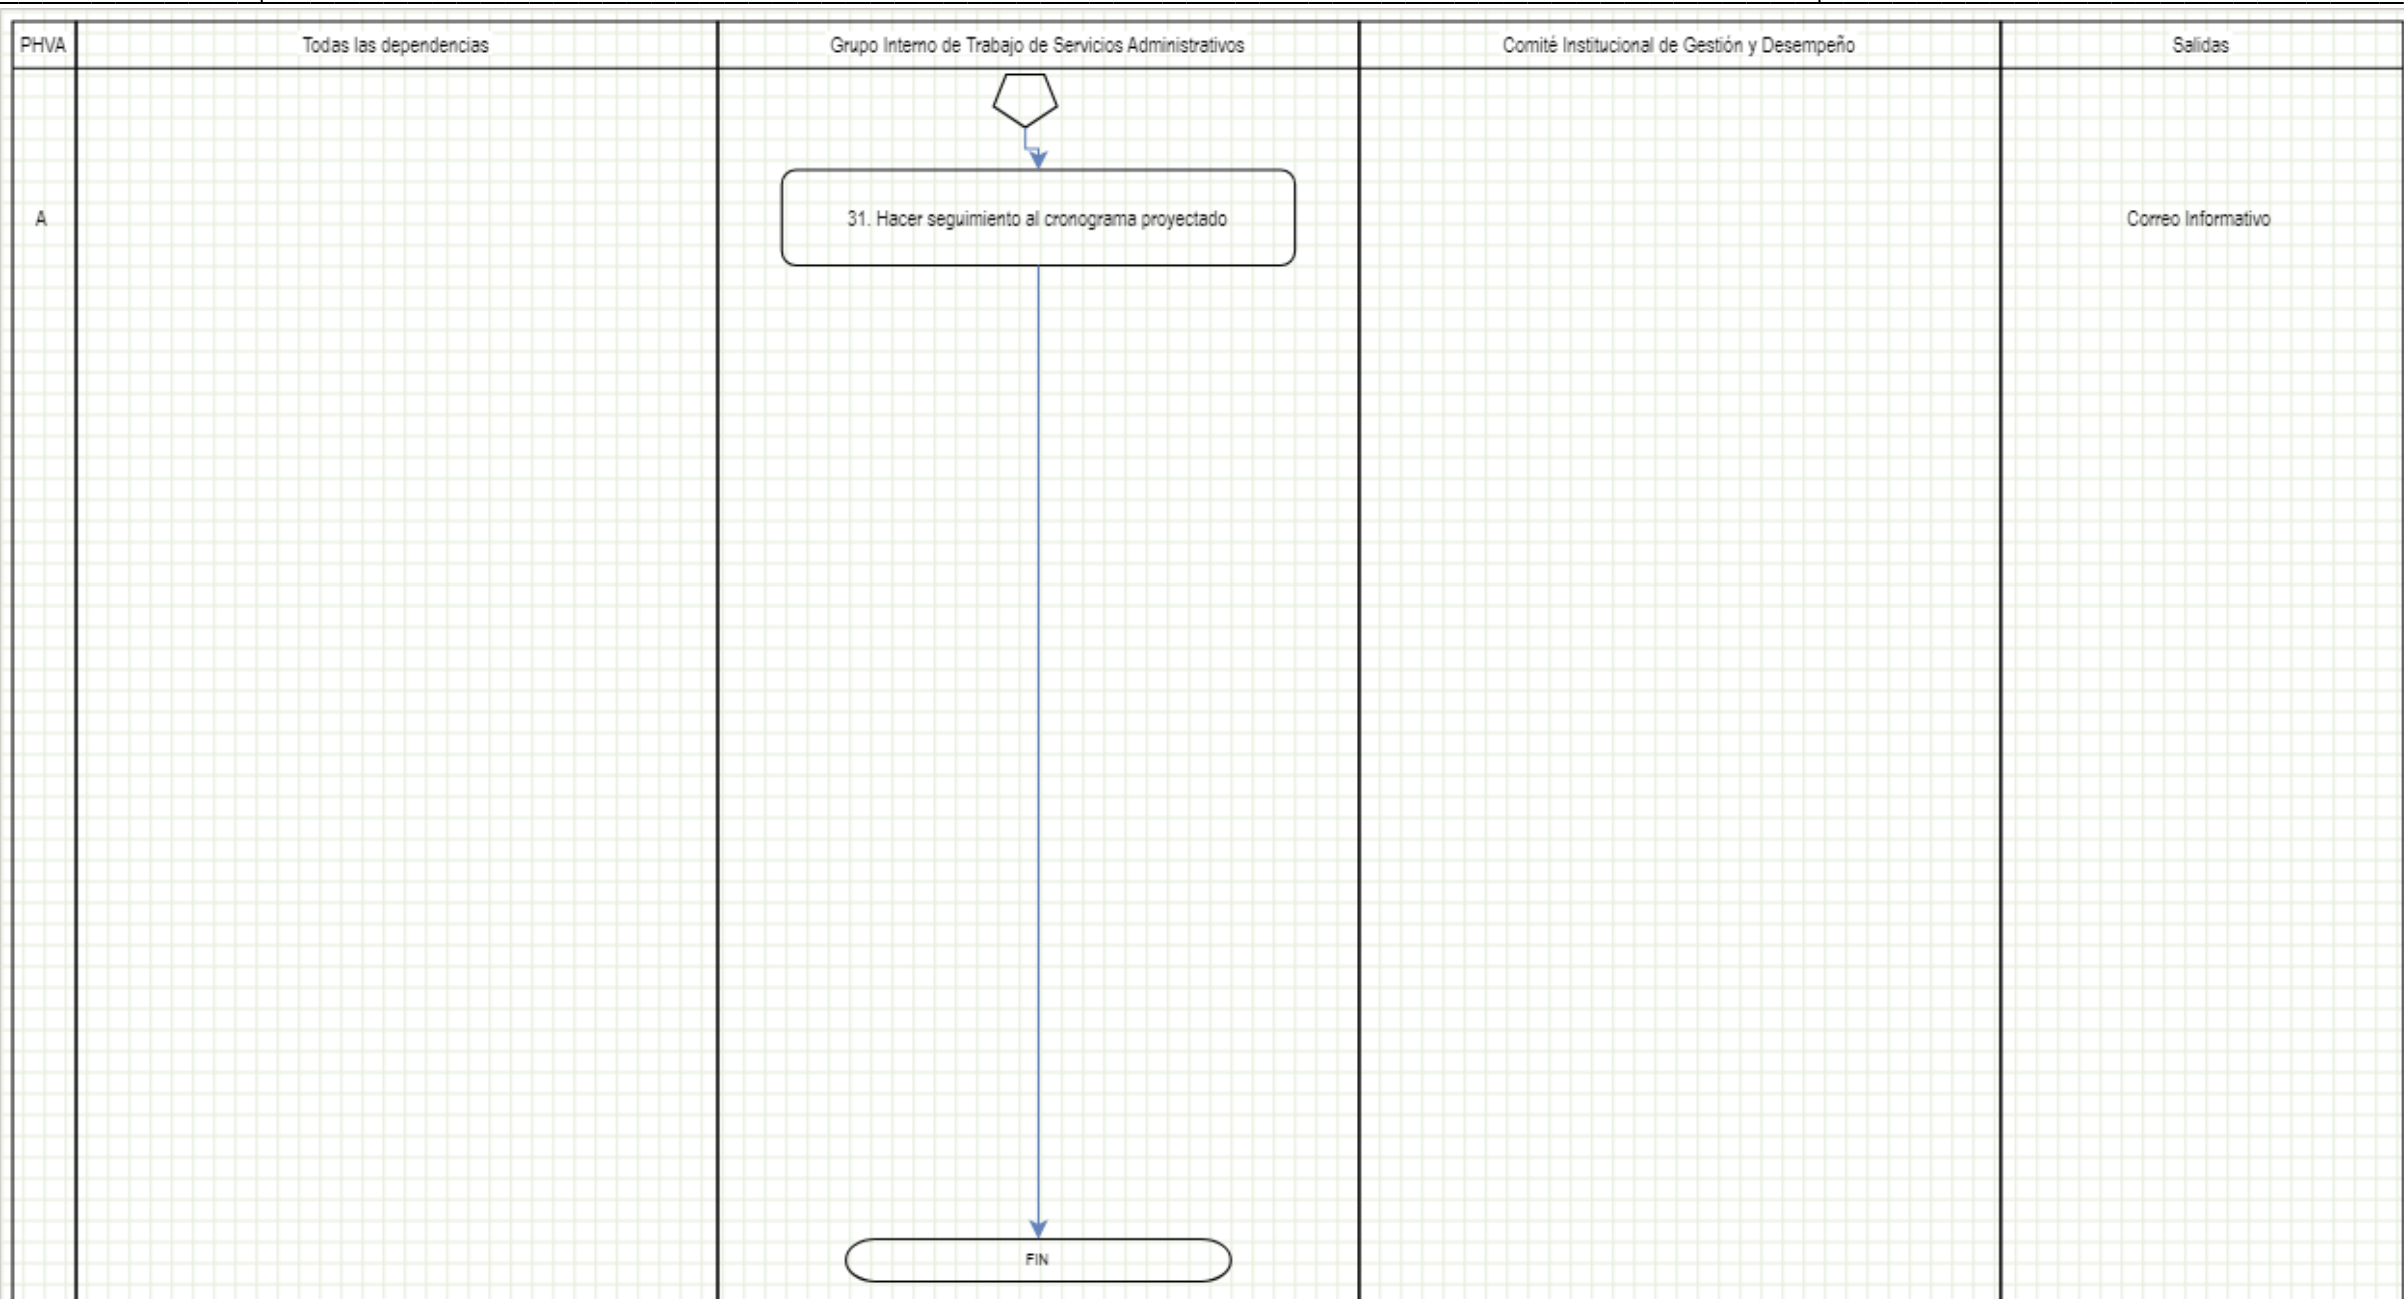 PHVA
Todas las dependencias
Grupo Interno de Trabajo de Servicios Administrativos
Comité Institucional de Gestión y Desempeño
Salidas
A
31. Hacer seguimiento al cronograma proyectado
Correo Informativo
FIN